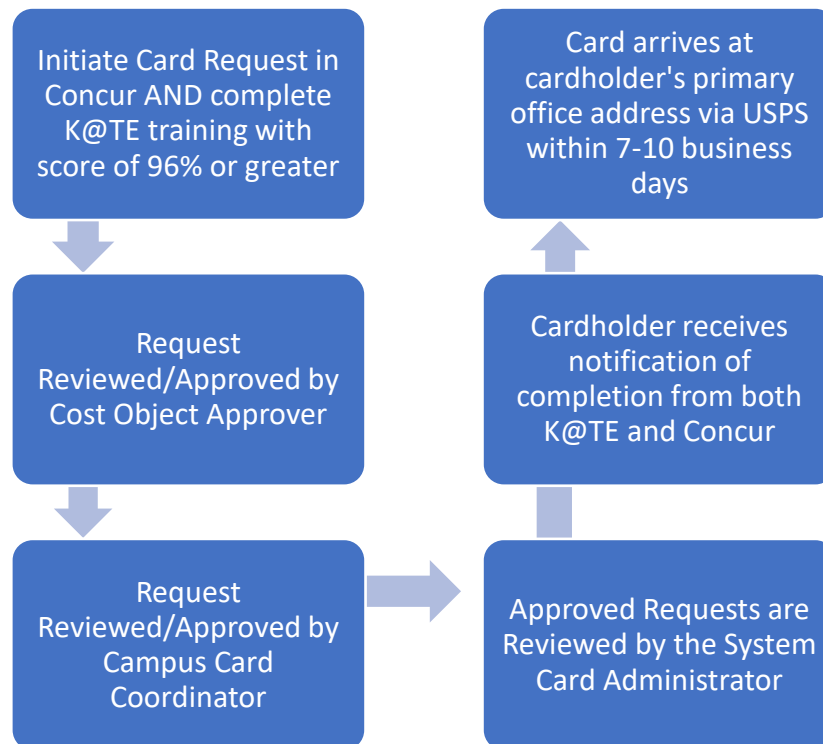 Initiate Card Request in
Concur AND complete
K@TE training with
score of 96% or greater
Request
Reviewed/Approved by
Cost Object Approver
Request
Reviewed/Approved by
Campus Card
Coordinator
Approved Requests are
Reviewed by the System
Card Administrator
Cardholder receives
notification of
completion from both
K@TE and Concur
Card arrives at
cardholder's primary
office address via USPS
within 7-10 business
days